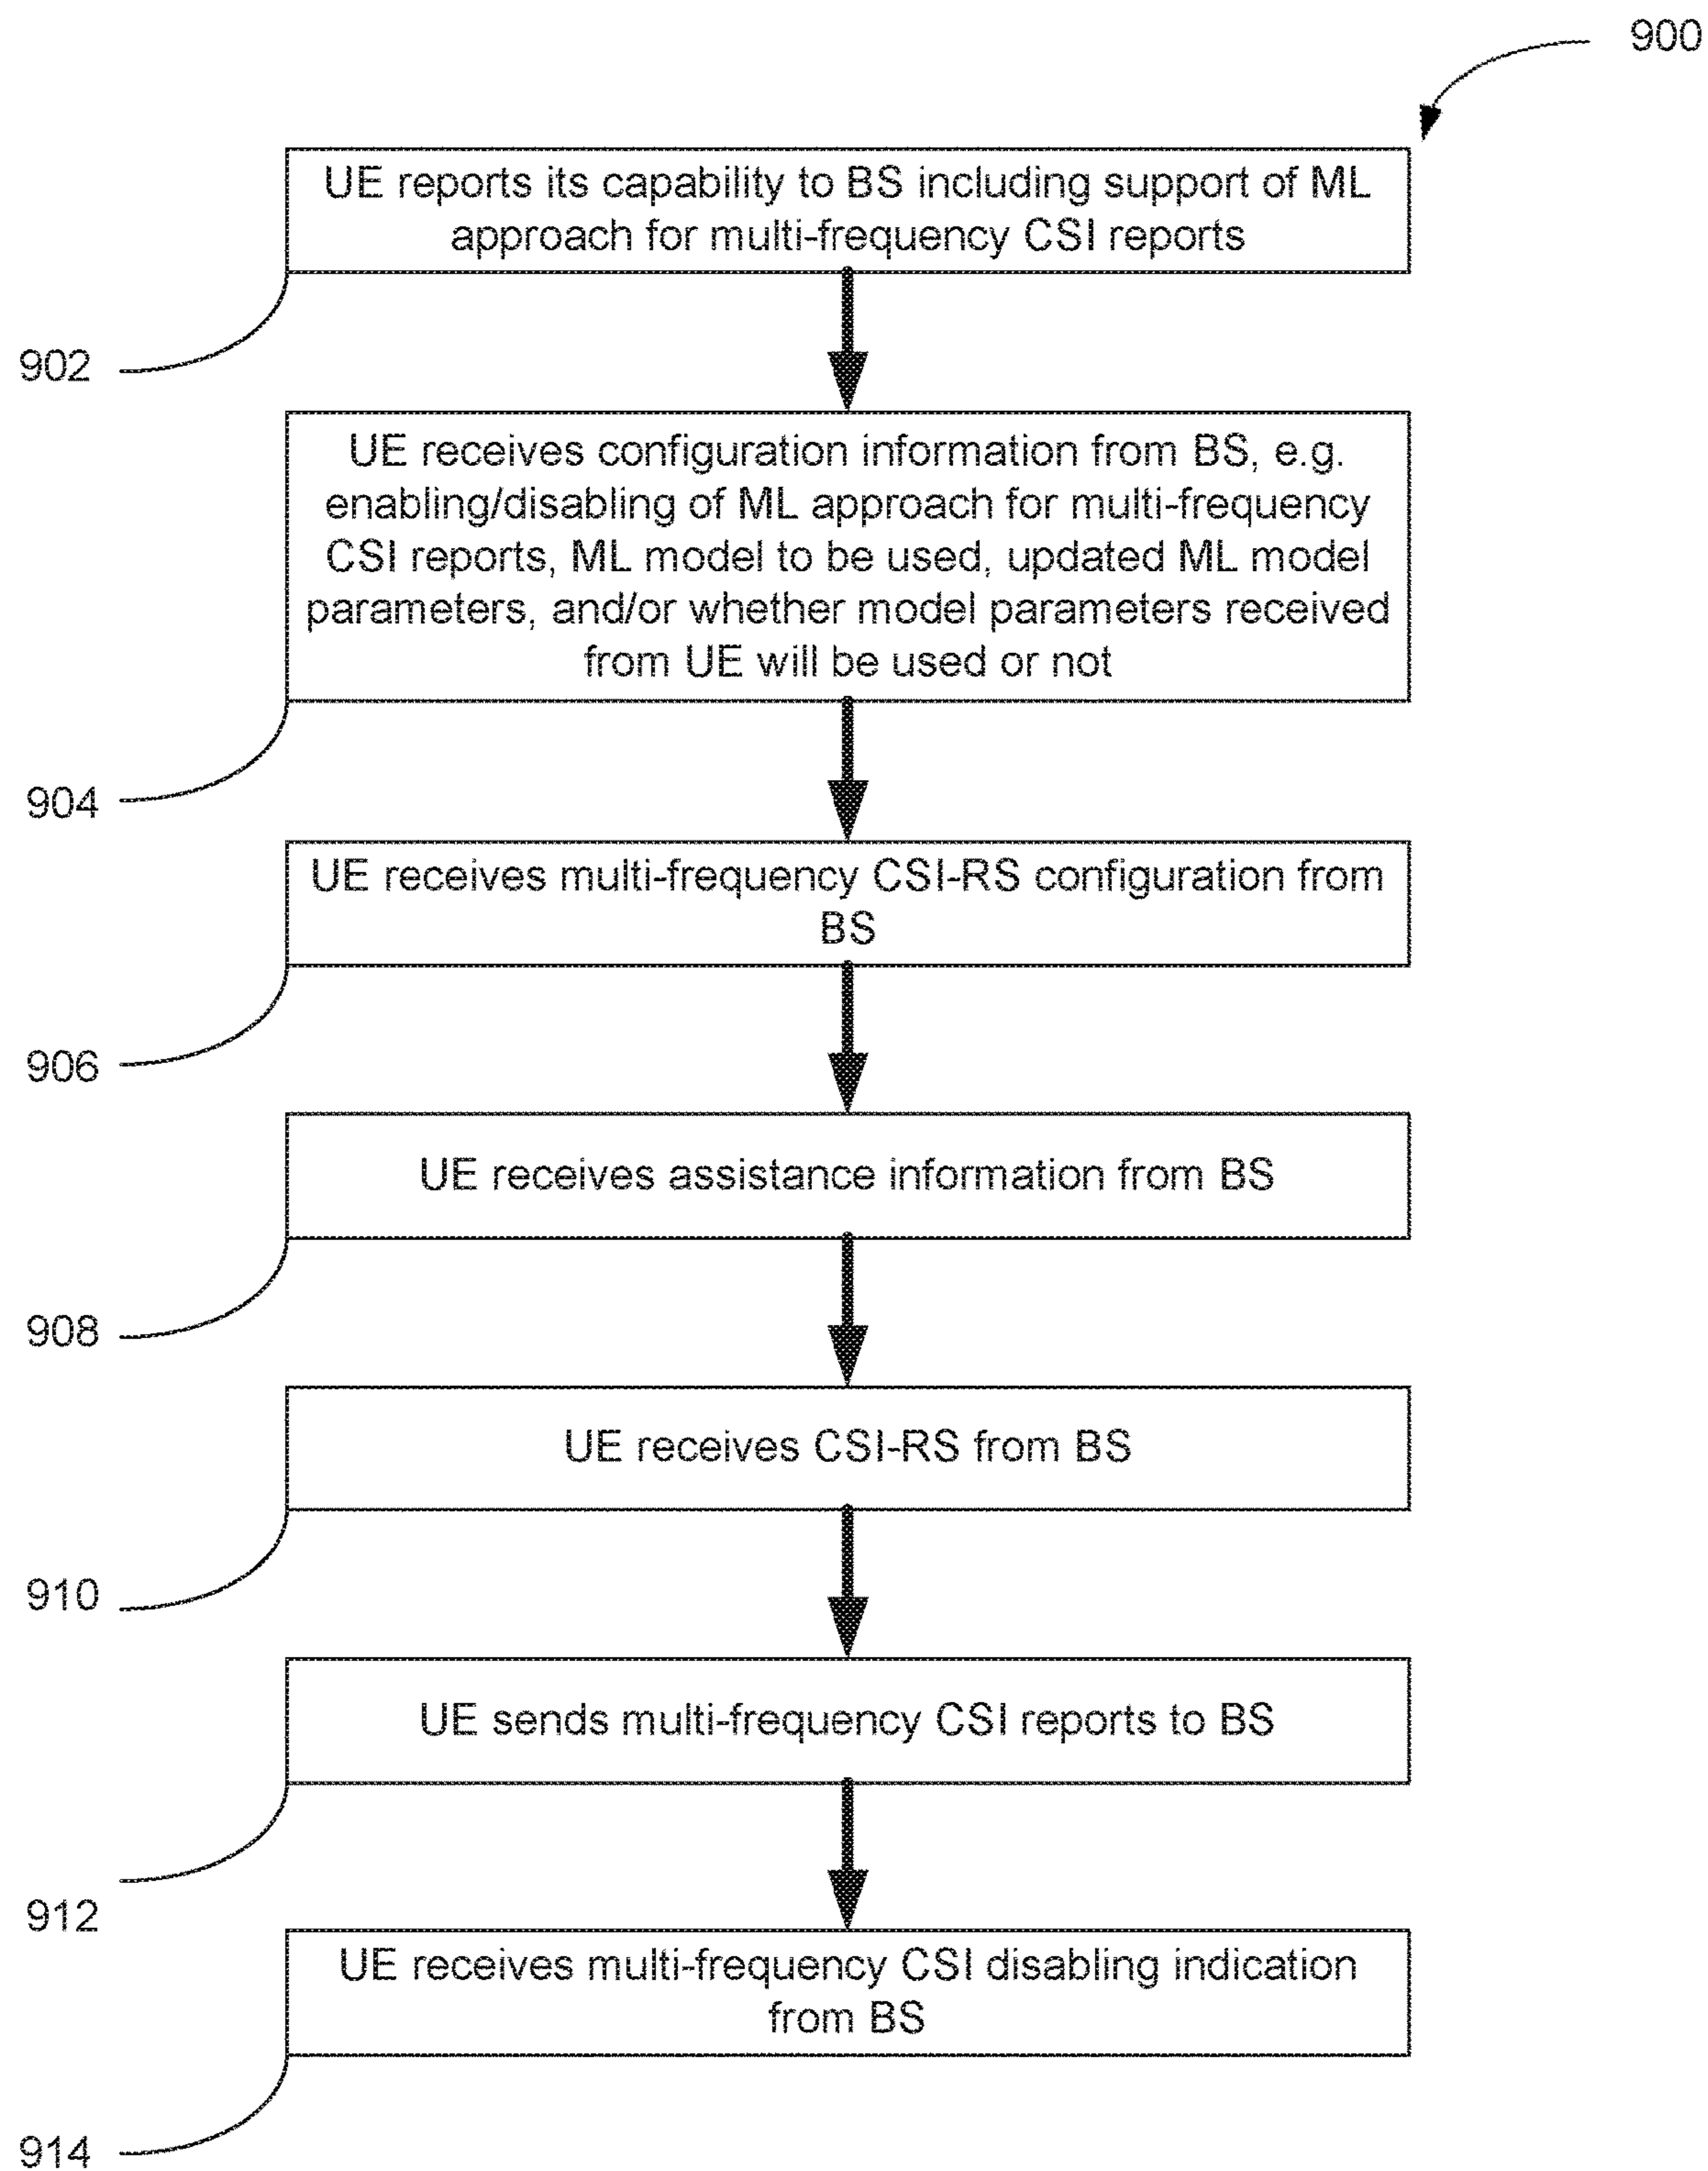 900
UE reports its capability to BS including support of ML
approach for multi-frequency CSI reports
902
UE receives configuration information from BS, e.g.
enabling/disabling of ML approach for multi-frequency
CSI reports, ML model to be used, updated ML model
parameters, and/or whether model parameters received
from UE will be used or not
904
UE receives multi-frequency CSI-RS configuration from
BS
906
UE receives assistance information from BS
908
UE receives CSI-RS from BS
910
UE sends multi-frequency CSI reports to BS
912
UE receives multi-frequency CSI disabling indication
from BS
914